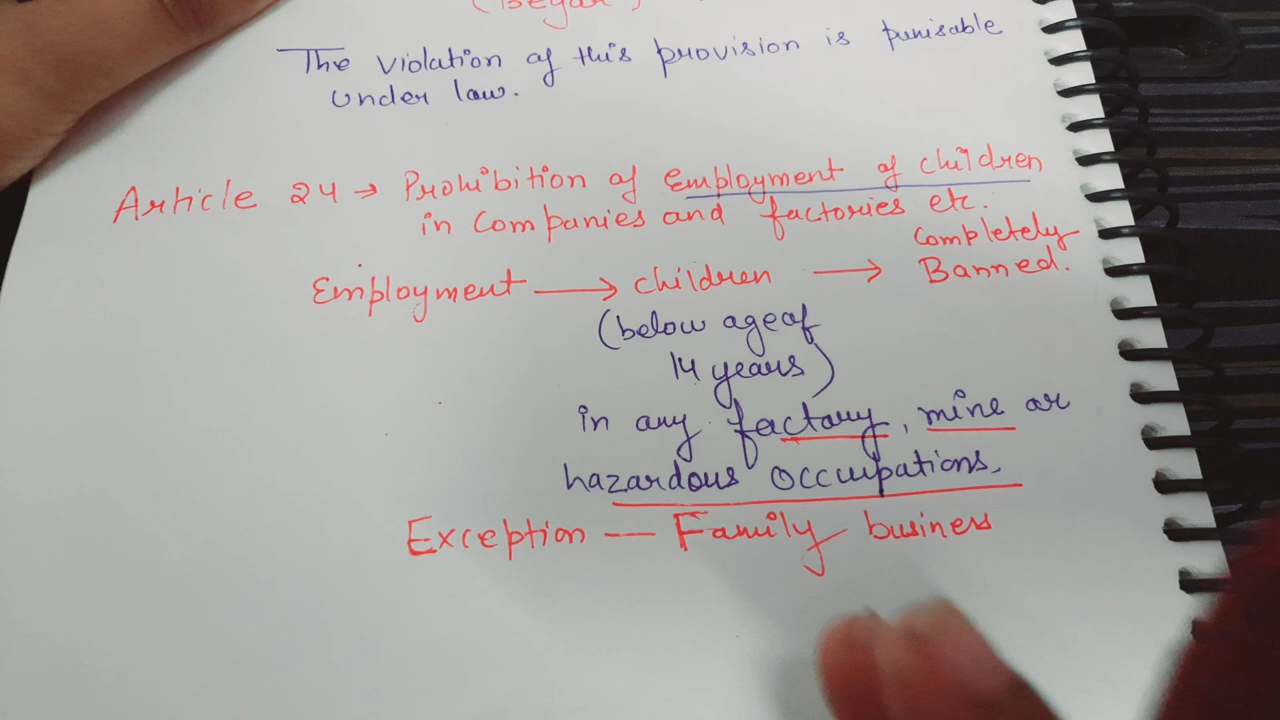 (Begar)
The violation of this provision is punisable
under law.
Article 24 → Prohibition of Employment of children
in Companies and factories etc.
Employment → children → completely Banned.
(below age of
14 years)
in any factory, mine or
hazardous occupations.
Exception — Family business